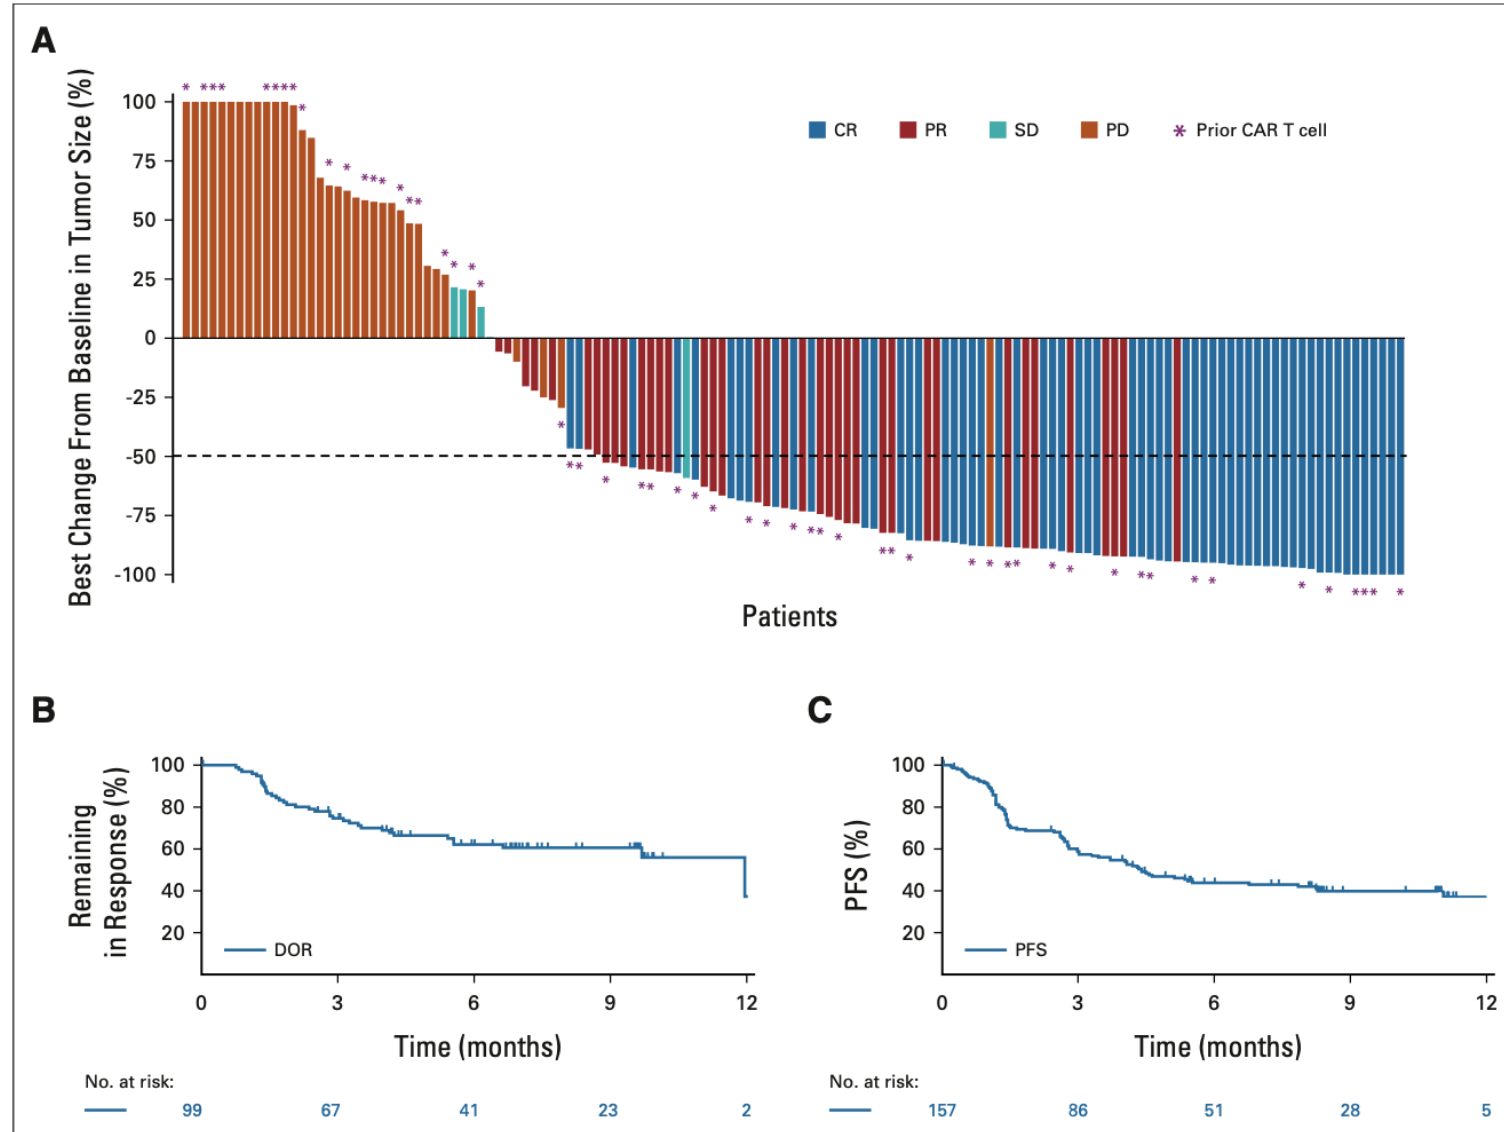 A
Best Change From Baseline in Tumor Size (%)
100
75
50
25
0
-25
-50
-75
-100
CR PR SD PD * Prior CAR T cell
Patients
B
Remaining
in Response (%)
100
80
60
40
20
DOR
0 3 6 9 12
Time (months)
No. at risk:
99 67 41 23 2
C
PFS (%)
100
80
60
40
20
PFS
0 3 6 9 12
Time (months)
No. at risk:
157 86 51 28 5